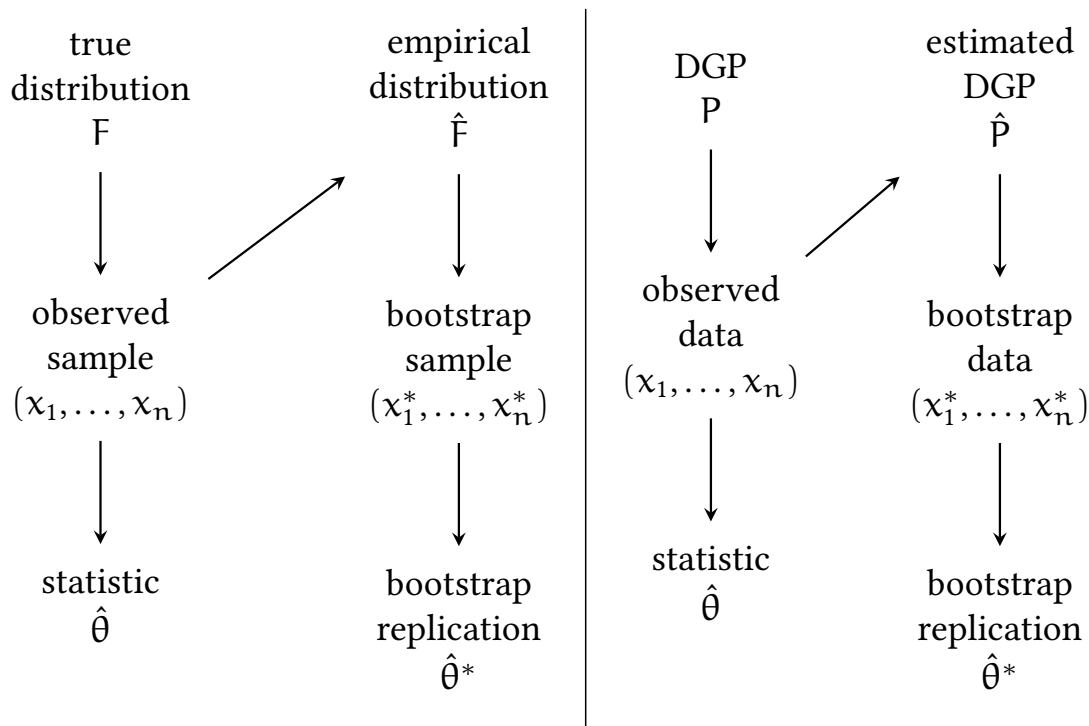 true
distribution
F
observed
sample
(x₁, . . . , xₙ)
statistic
θ̂
empirical
distribution
F̂
bootstrap
sample
(x₁*, . . . , xₙ*)
bootstrap
replication
θ̂*
DGP
P
observed
data
(x₁, . . . , xₙ)
statistic
θ̂
estimated
DGP
P̂
bootstrap
data
(x₁*, . . . , xₙ*)
bootstrap
replication
θ̂*